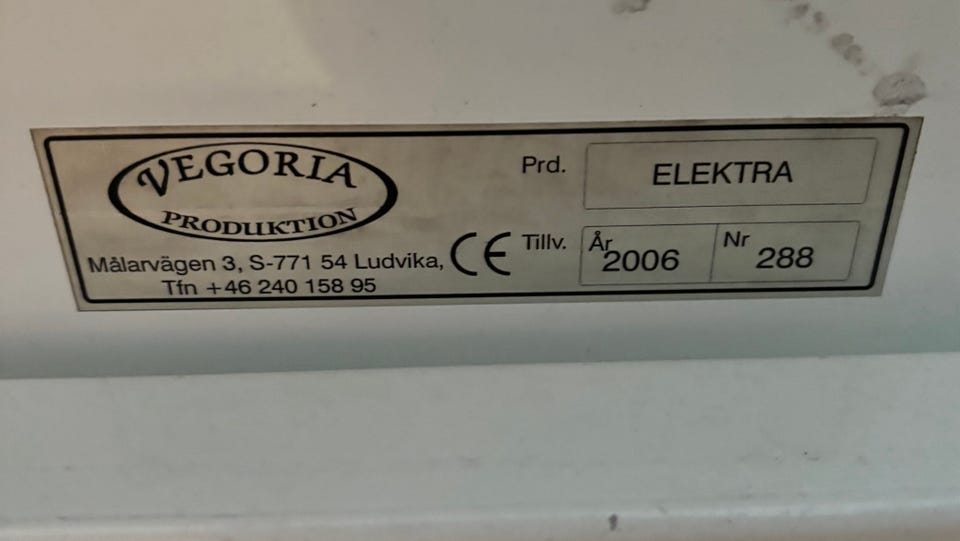 VEGORIA
PRODUKTION
Målarvägen 3, S-771 54 Ludvika,
Tfn +46 240 158 95
CE
Prd. ELEKTRA
Tillv. År 2006 Nr 288